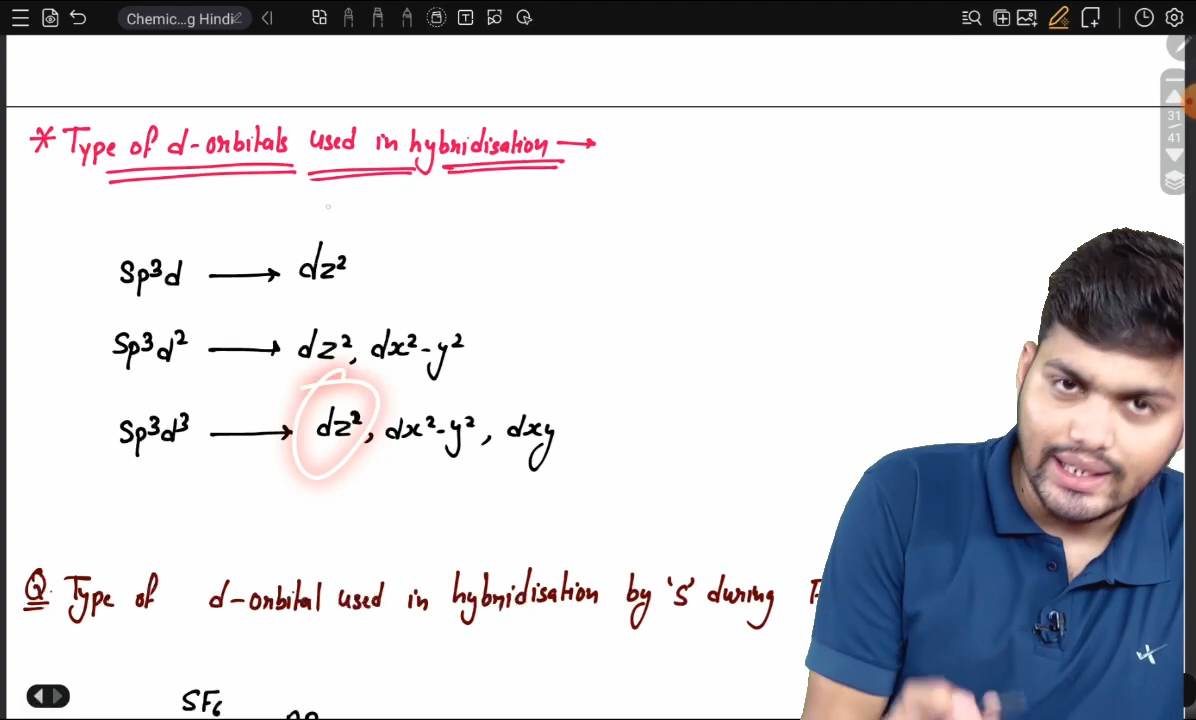 Chemic...g Hindi
31
41
* Type of d-orbitals used in hybridisation →
Sp³d → dz²
Sp³d² → dz², dx²-y²
Sp³d³ → dz², dx²-y², dxy
Q. Type of d-orbital used in hybridisation by 'S' during
SF₆